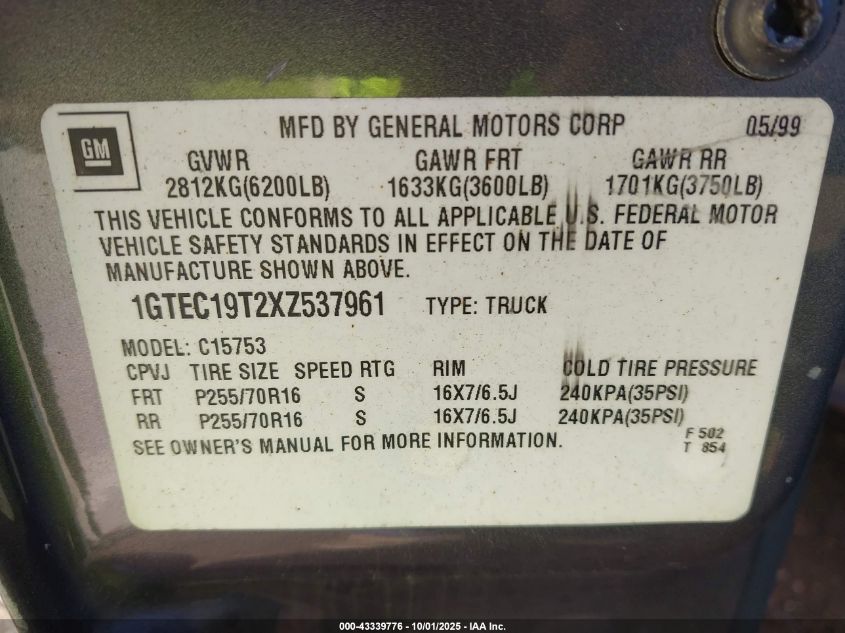 GM
MFD BY GENERAL MOTORS CORP 05/99
GVWR GAWR FRT GAWR RR
2812KG(6200LB) 1633KG(3600LB) 1701KG(3750LB)
THIS VEHICLE CONFORMS TO ALL APPLICABLE U.S. FEDERAL MOTOR
VEHICLE SAFETY STANDARDS IN EFFECT ON THE DATE OF
MANUFACTURE SHOWN ABOVE.
1GTEC19T2XZ537961 TYPE: TRUCK
MODEL: C15753
CPVJ TIRE SIZE SPEED RTG RIM COLD TIRE PRESSURE
FRT P255/70R16 S 16X7/6.5J 240KPA(35PSI)
RR P255/70R16 S 16X7/6.5J 240KPA(35PSI)
SEE OWNER'S MANUAL FOR MORE INFORMATION.
F 502
T 854
000-43339776 - 10/01/2025 - IAA Inc.